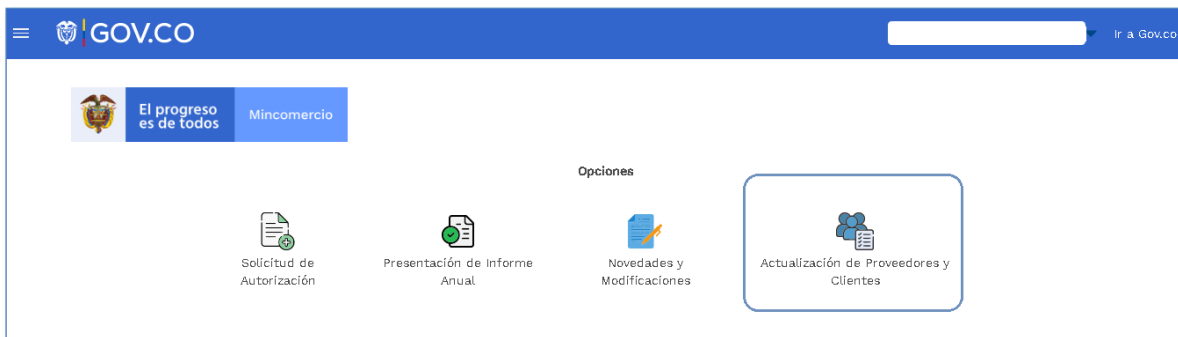 GOV.CO
Ir a Gov.co
El progreso
es de todos
Mincomercio
Opciones
Solicitud de
Autorización
Presentación de Informe
Anual
Novedades y
Modificaciones
Actualización de Proveedores y
Clientes